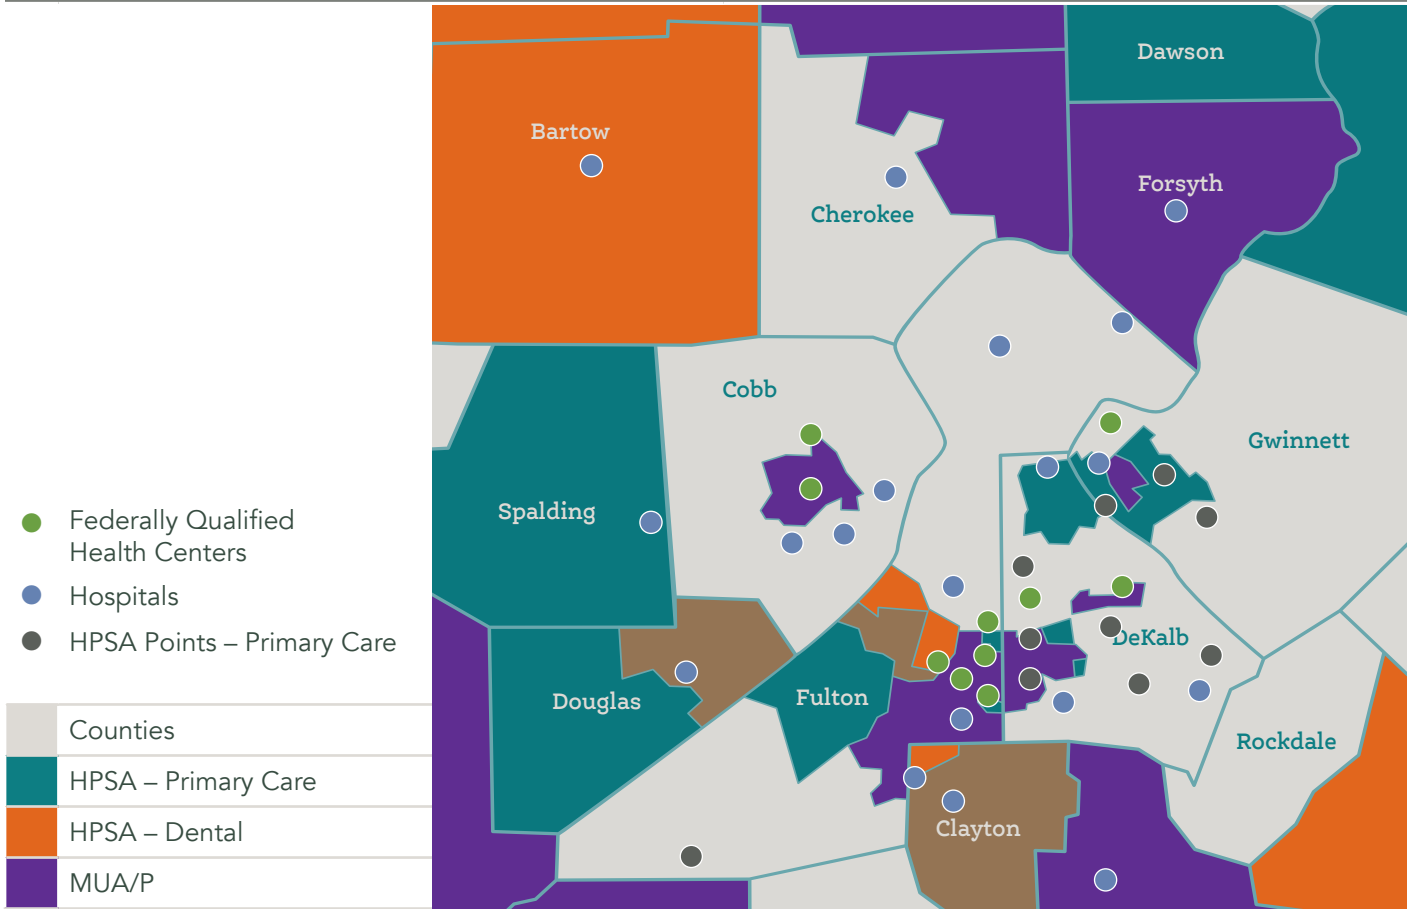 Dawson
Bartow
Forsyth
Cherokee
Cobb
Gwinnett
Spalding
DeKalb
Douglas
Fulton
Rockdale
Clayton
Federally Qualified
Health Centers
Hospitals
HPSA Points – Primary Care
Counties
HPSA – Primary Care
HPSA – Dental
MUA/P